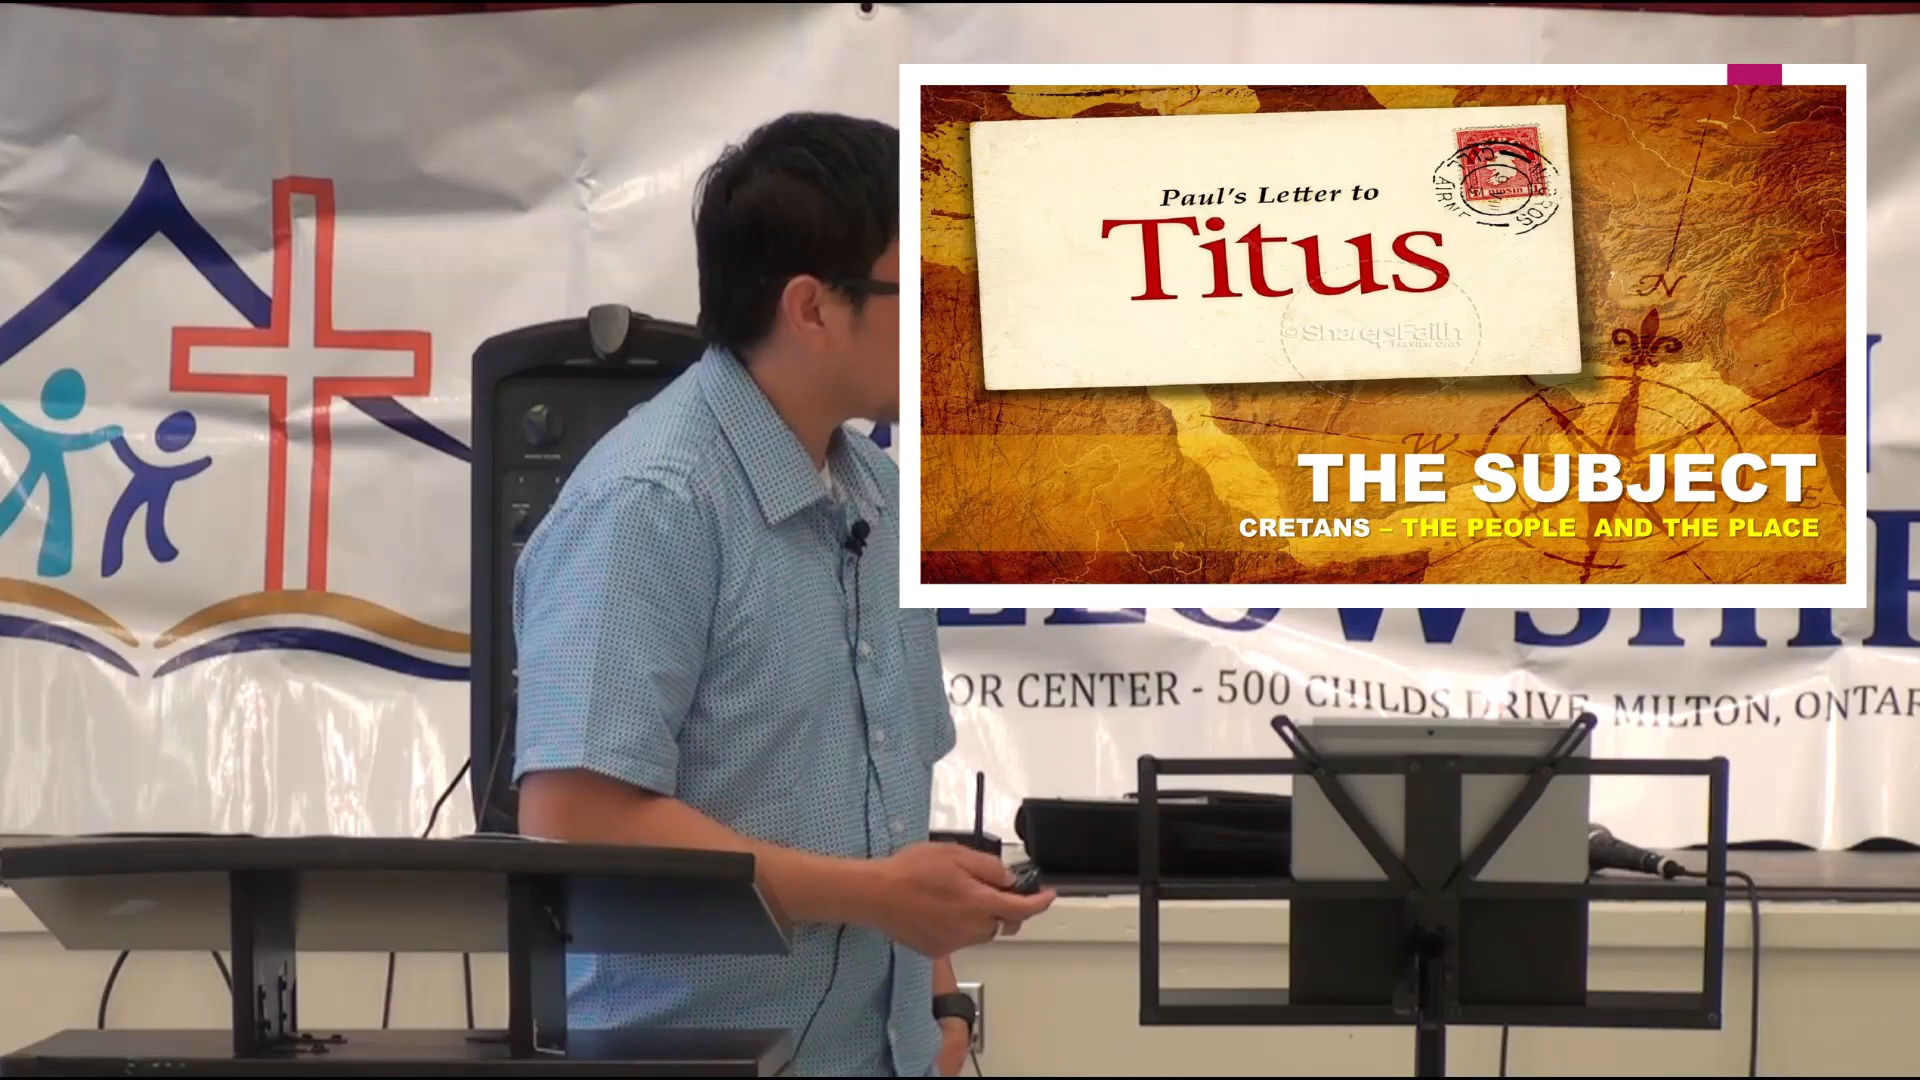 Paul's Letter to
Titus
SharepFaith
N
W
E
THE SUBJECT
CRETANS – THE PEOPLE AND THE PLACE
OR CENTER - 500 CHILDS DRIVE, MILTON, ONTAR